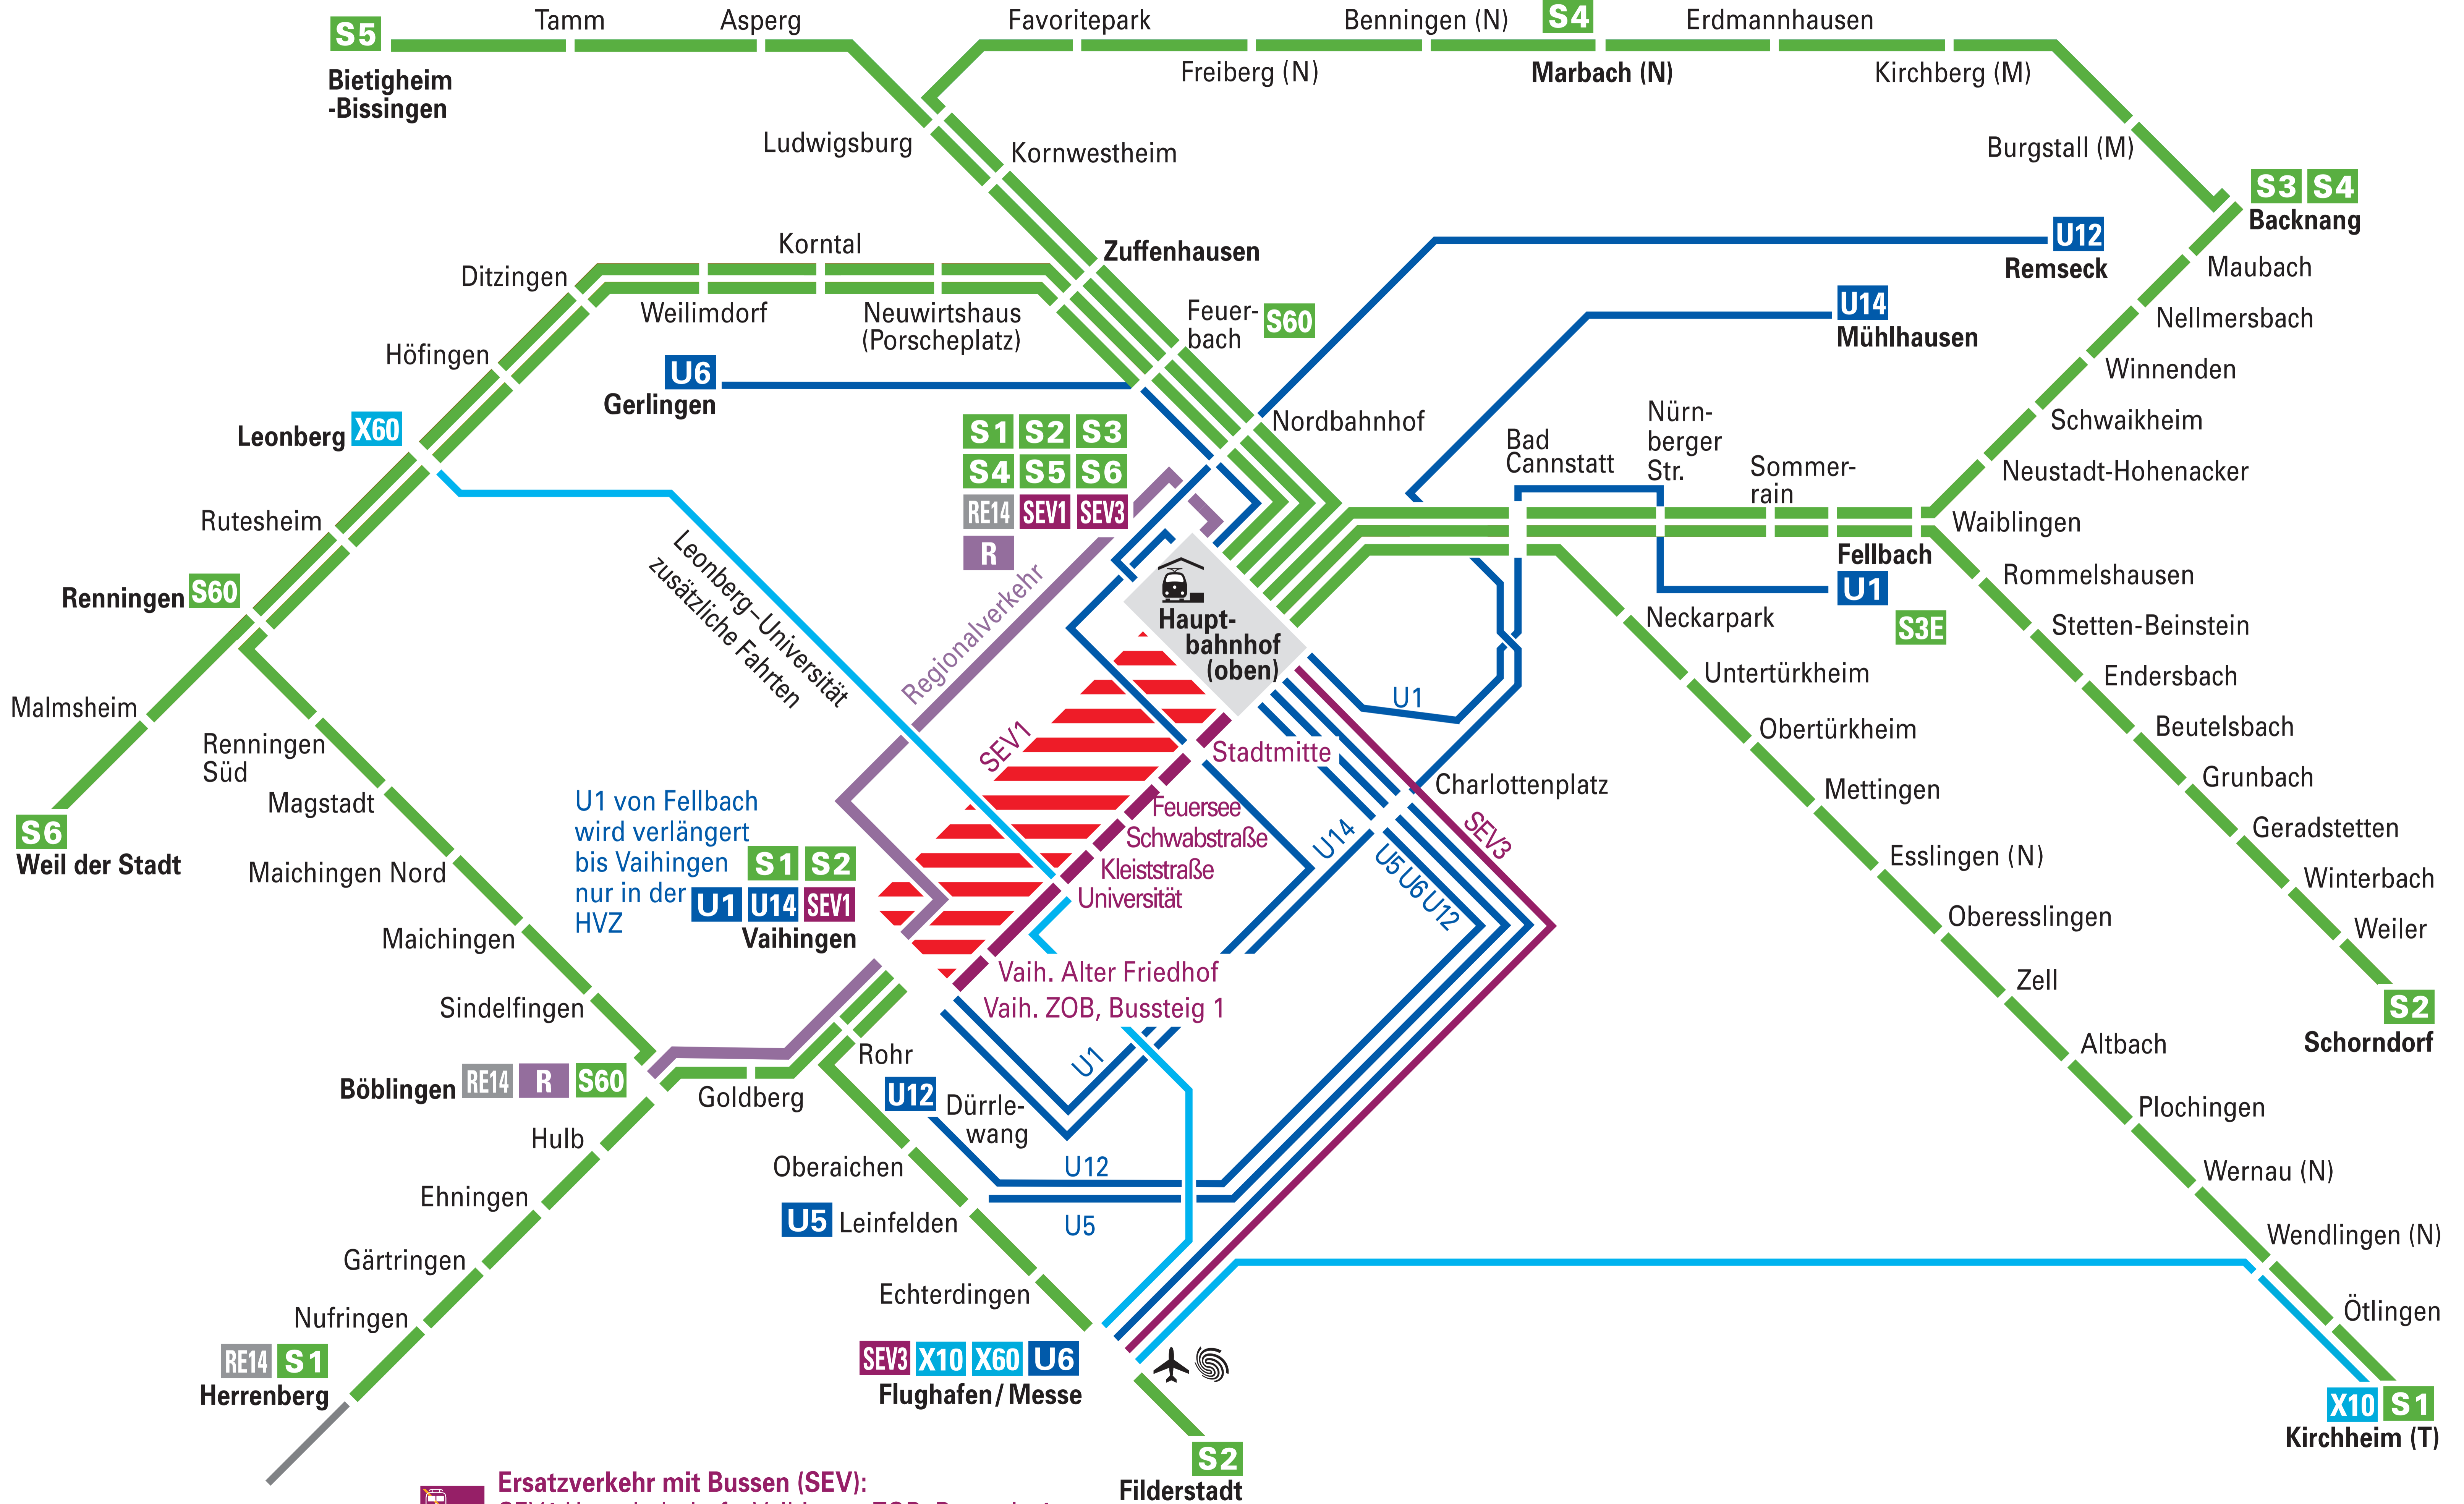 S5
Tamm
Asperg
Favoritepark
Benningen (N)
S4
Erdmannhausen
Bietigheim
-Bissingen
Freiberg (N)
Marbach (N)
Kirchberg (M)
Ludwigsburg
Kornwestheim
Burgstall (M)
S3 S4
Backnang
Korntal
Zuffenhausen
U12
Remseck
Maubach
Ditzingen
Weilimdorf
Neuwirtshaus
(Porscheplatz)
Feuer-
bach
S60
U14
Mühlhausen
Nellmersbach
Höfingen
U6
Gerlingen
Winnenden
Leonberg X60
S1 S2 S3
S4 S5 S6
RE14 SEV1 SEV3
R
Nordbahnhof
Bad
Cannstatt
Nürn-
berger
Str.
Sommer-
rain
Schwaikheim
Neustadt-Hohenacker
Rutesheim
Waiblingen
Leonberg–Universität
zusätzliche Fahrten
Regionalverkehr
Fellbach
U1
S3E
Rommelshausen
Renningen S60
Haupt-
bahnhof
(oben)
Neckarpark
Stetten-Beinstein
Untertürkheim
Endersbach
Malmsheim
U1
Obertürkheim
Beutelsbach
Renningen
Süd
SEV1
Stadtmitte
Charlottenplatz
Mettingen
Grunbach
Magstadt
U1 von Fellbach
wird verlängert
bis Vaihingen
nur in der
HVZ
S1 S2
U1 U14 SEV1
Vaihingen
Feuersee
Schwabstraße
Kleiststraße
Universität
U14
U5 U6 U12
SEV3
Geradstetten
S6
Weil der Stadt
Maichingen Nord
Esslingen (N)
Winterbach
Maichingen
Oberesslingen
Weiler
Vaih. Alter Friedhof
Vaih. ZOB, Bussteig 1
Zell
Sindelfingen
S2
Schorndorf
Rohr
U1
Altbach
Böblingen RE14 R S60
Goldberg
U12 Dürrle-
wang
Plochingen
Hulb
Oberaichen
U12
Wernau (N)
Ehningen
U5 Leinfelden
U5
Wendlingen (N)
Gärtringen
Echterdingen
Ötlingen
Nufringen
RE14 S1
Herrenberg
SEV3 X10 X60 U6
Flughafen/Messe
X10 S1
Kirchheim (T)
S2
Filderstadt
Ersatzverkehr mit Bussen (SEV):